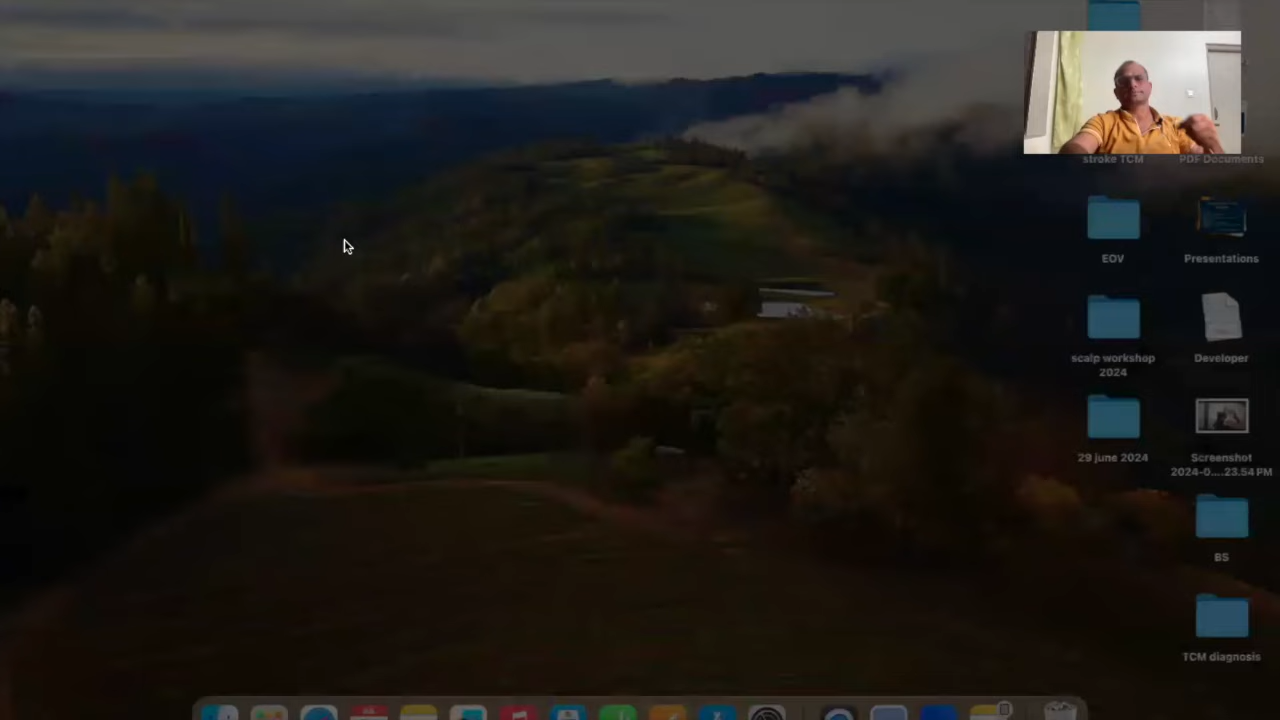 stroke TCM
PDF Documents
EOV
Presentations
scalp workshop
2024
Developer
29 june 2024
Screenshot
2024-0....23.54 PM
BS
TCM diagnosis